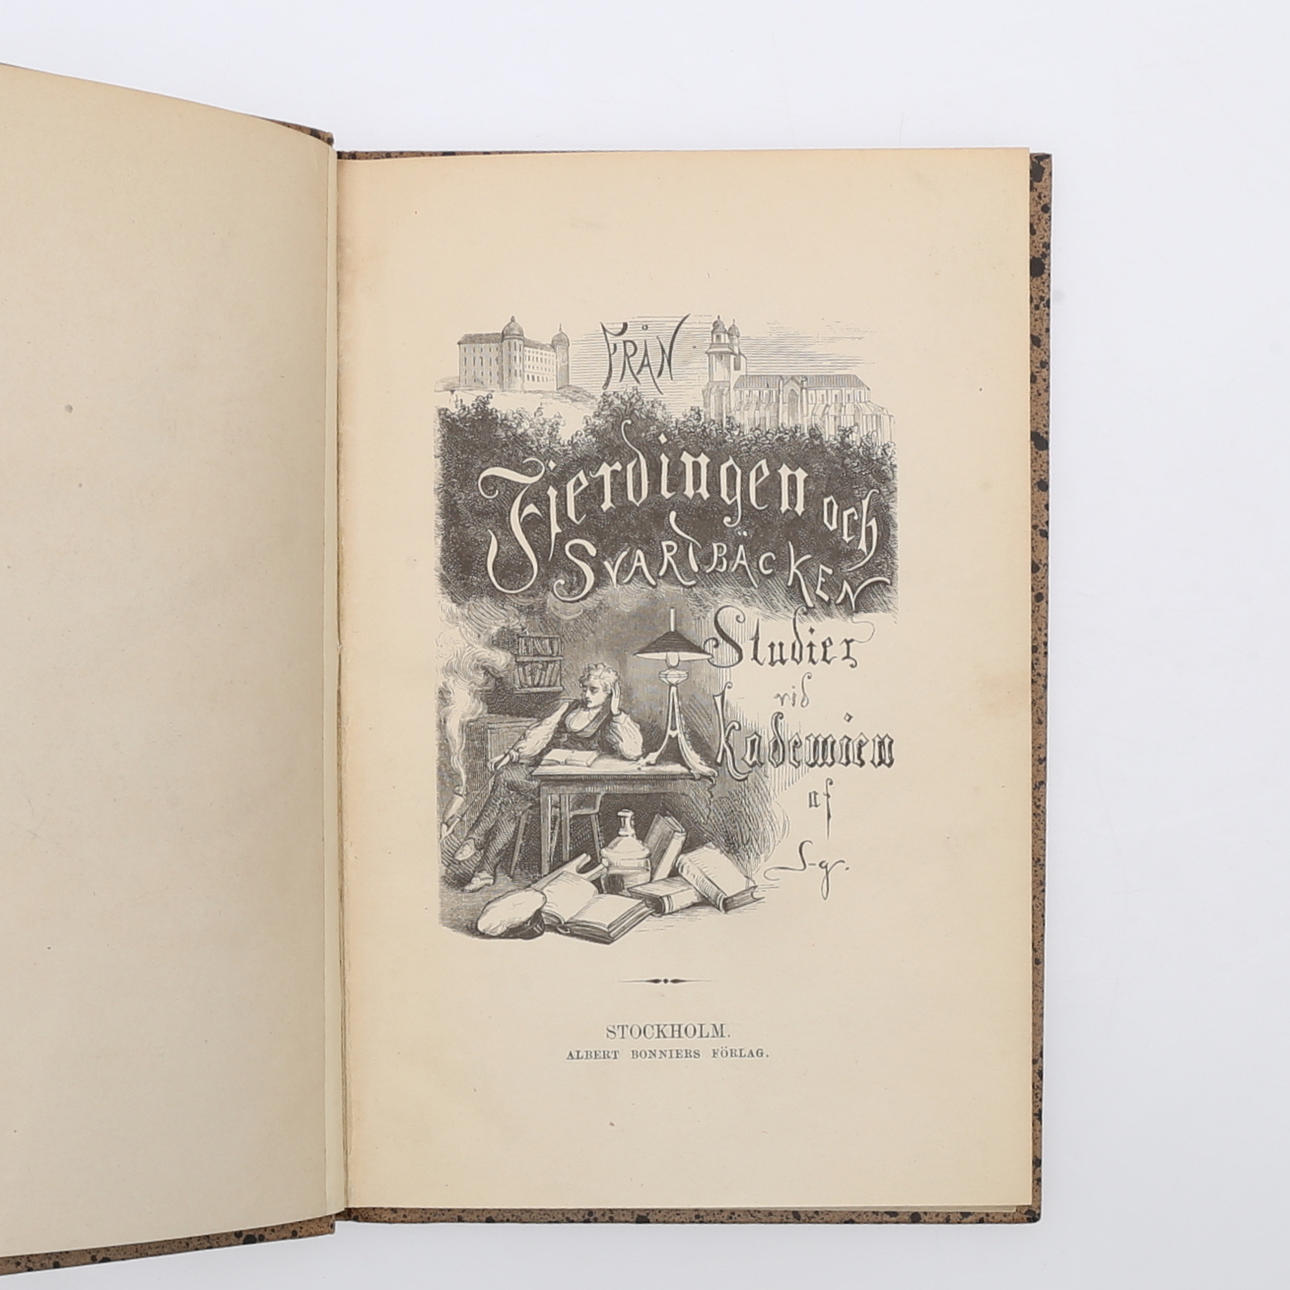 FRÅN
Fjerdingen och
SVARTBÄCKEN
Studier
vid
Akademien
af
S-g.
STOCKHOLM.
ALBERT BONNIERS FÖRLAG.